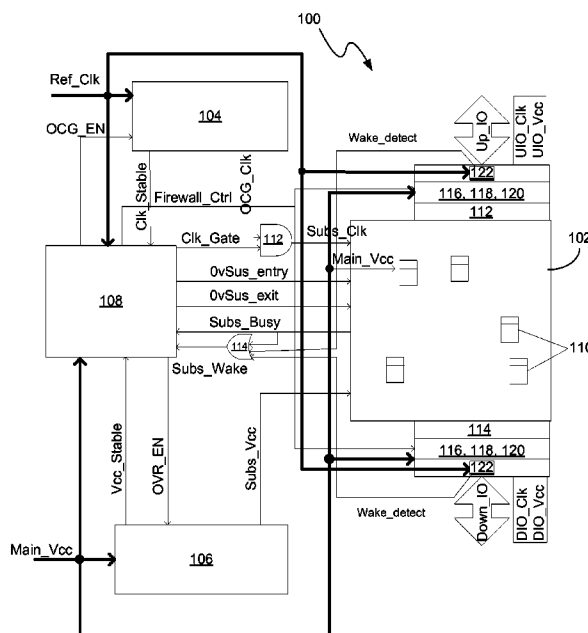 100
Ref_Clk
104
OCG_EN
Clk_Stable
OCG_Clk
Firewall_Ctrl
Wake_detect
Up_IO
UIO_Clk
UIO_Vcc
122
116, 118, 120
112
Clk_Gate
112
Subs_Clk
Main_Vcc
102
108
0vSus_entry
0vSus_exit
Subs_Busy
114
Subs_Wake
110
Vcc_Stable
OVR_EN
Subs_Vcc
114
116, 118, 120
122
Wake_detect
Down_IO
DIO_Clk
DIO_Vcc
Main_Vcc
106